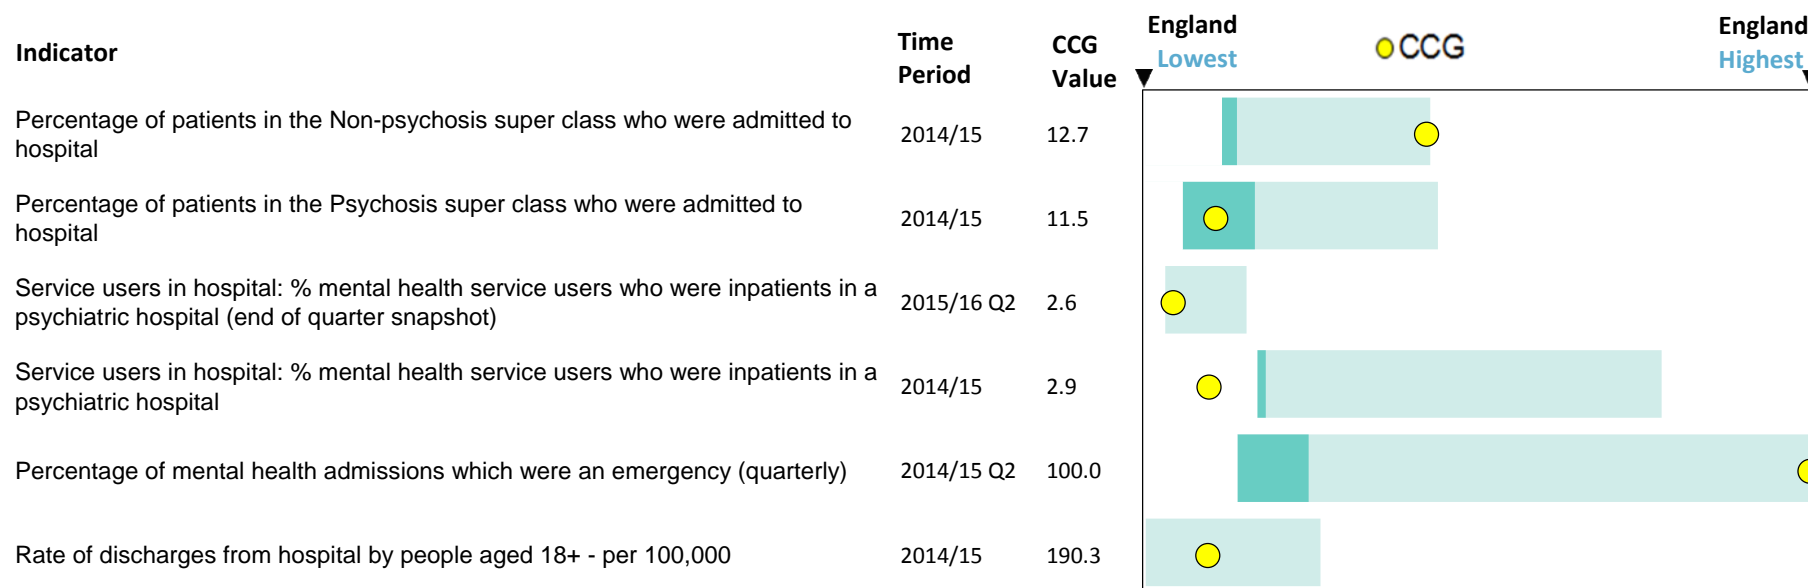 Indicator
Time
Period
CCG
Value
England
Lowest
CCG
England
Highest
Percentage of patients in the Non-psychosis super class who were admitted to
hospital
2014/15
12.7
Percentage of patients in the Psychosis super class who were admitted to
hospital
2014/15
11.5
Service users in hospital: % mental health service users who were inpatients in a
psychiatric hospital (end of quarter snapshot)
2015/16 Q2
2.6
Service users in hospital: % mental health service users who were inpatients in a
psychiatric hospital
2014/15
2.9
Percentage of mental health admissions which were an emergency (quarterly)
2014/15 Q2
100.0
Rate of discharges from hospital by people aged 18+ - per 100,000
2014/15
190.3